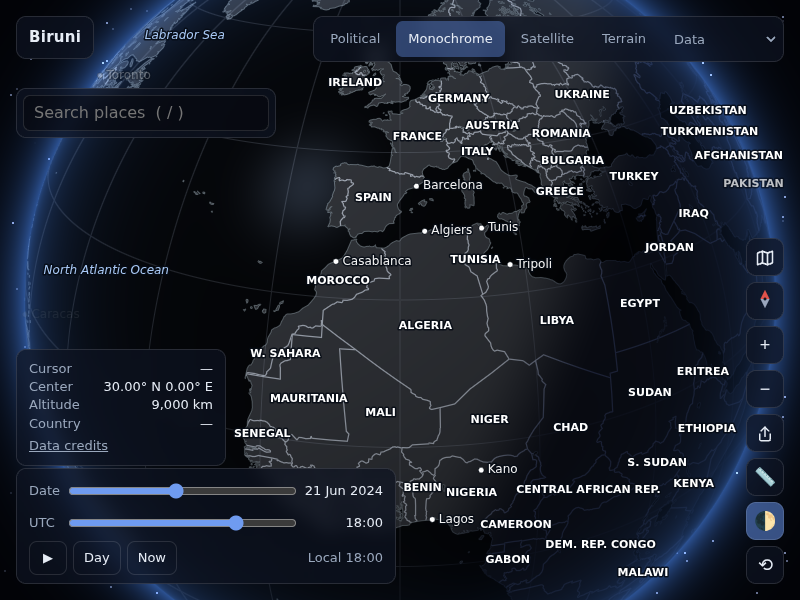 Biruni
Political
Monochrome
Satellite
Terrain
Data
Search places ( / )
Labrador Sea
Toronto
IRELAND
GERMANY
UKRAINE
UZBEKISTAN
FRANCE
AUSTRIA
ROMANIA
TURKMENISTAN
ITALY
BULGARIA
AFGHANISTAN
TURKEY
PAKISTAN
SPAIN
Barcelona
GREECE
IRAQ
Algiers
Tunis
JORDAN
Casablanca
TUNISIA
Tripoli
North Atlantic Ocean
MOROCCO
EGYPT
Caracas
ALGERIA
LIBYA
W. SAHARA
ERITREA
MAURITANIA
MALI
NIGER
SUDAN
SENEGAL
CHAD
ETHIOPIA
Kano
S. SUDAN
BENIN
NIGERIA
CENTRAL AFRICAN REP.
KENYA
Lagos
CAMEROON
DEM. REP. CONGO
GABON
MALAWI
Cursor —
Center 30.00° N 0.00° E
Altitude 9,000 km
Country —
Data credits
Date 21 Jun 2024
UTC 18:00
▶ Day Now Local 18:00
+
−